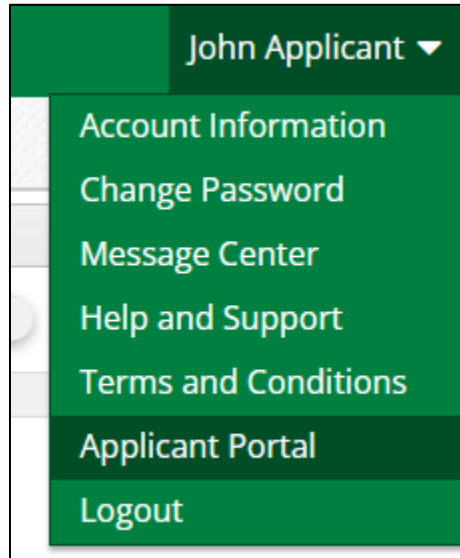 John Applicant
Account Information
Change Password
Message Center
Help and Support
Terms and Conditions
Applicant Portal
Logout